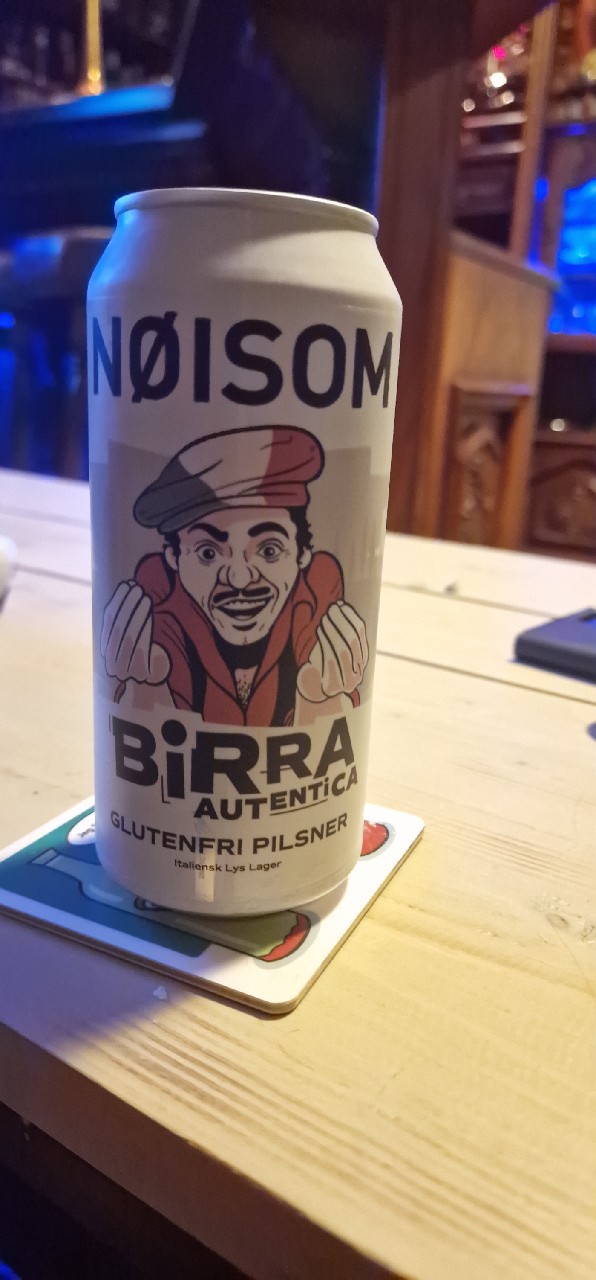 NØISOM
BiRRA
AUTENTiCA
GLUTENFRI PILSNER
Italiensk Lys Lager